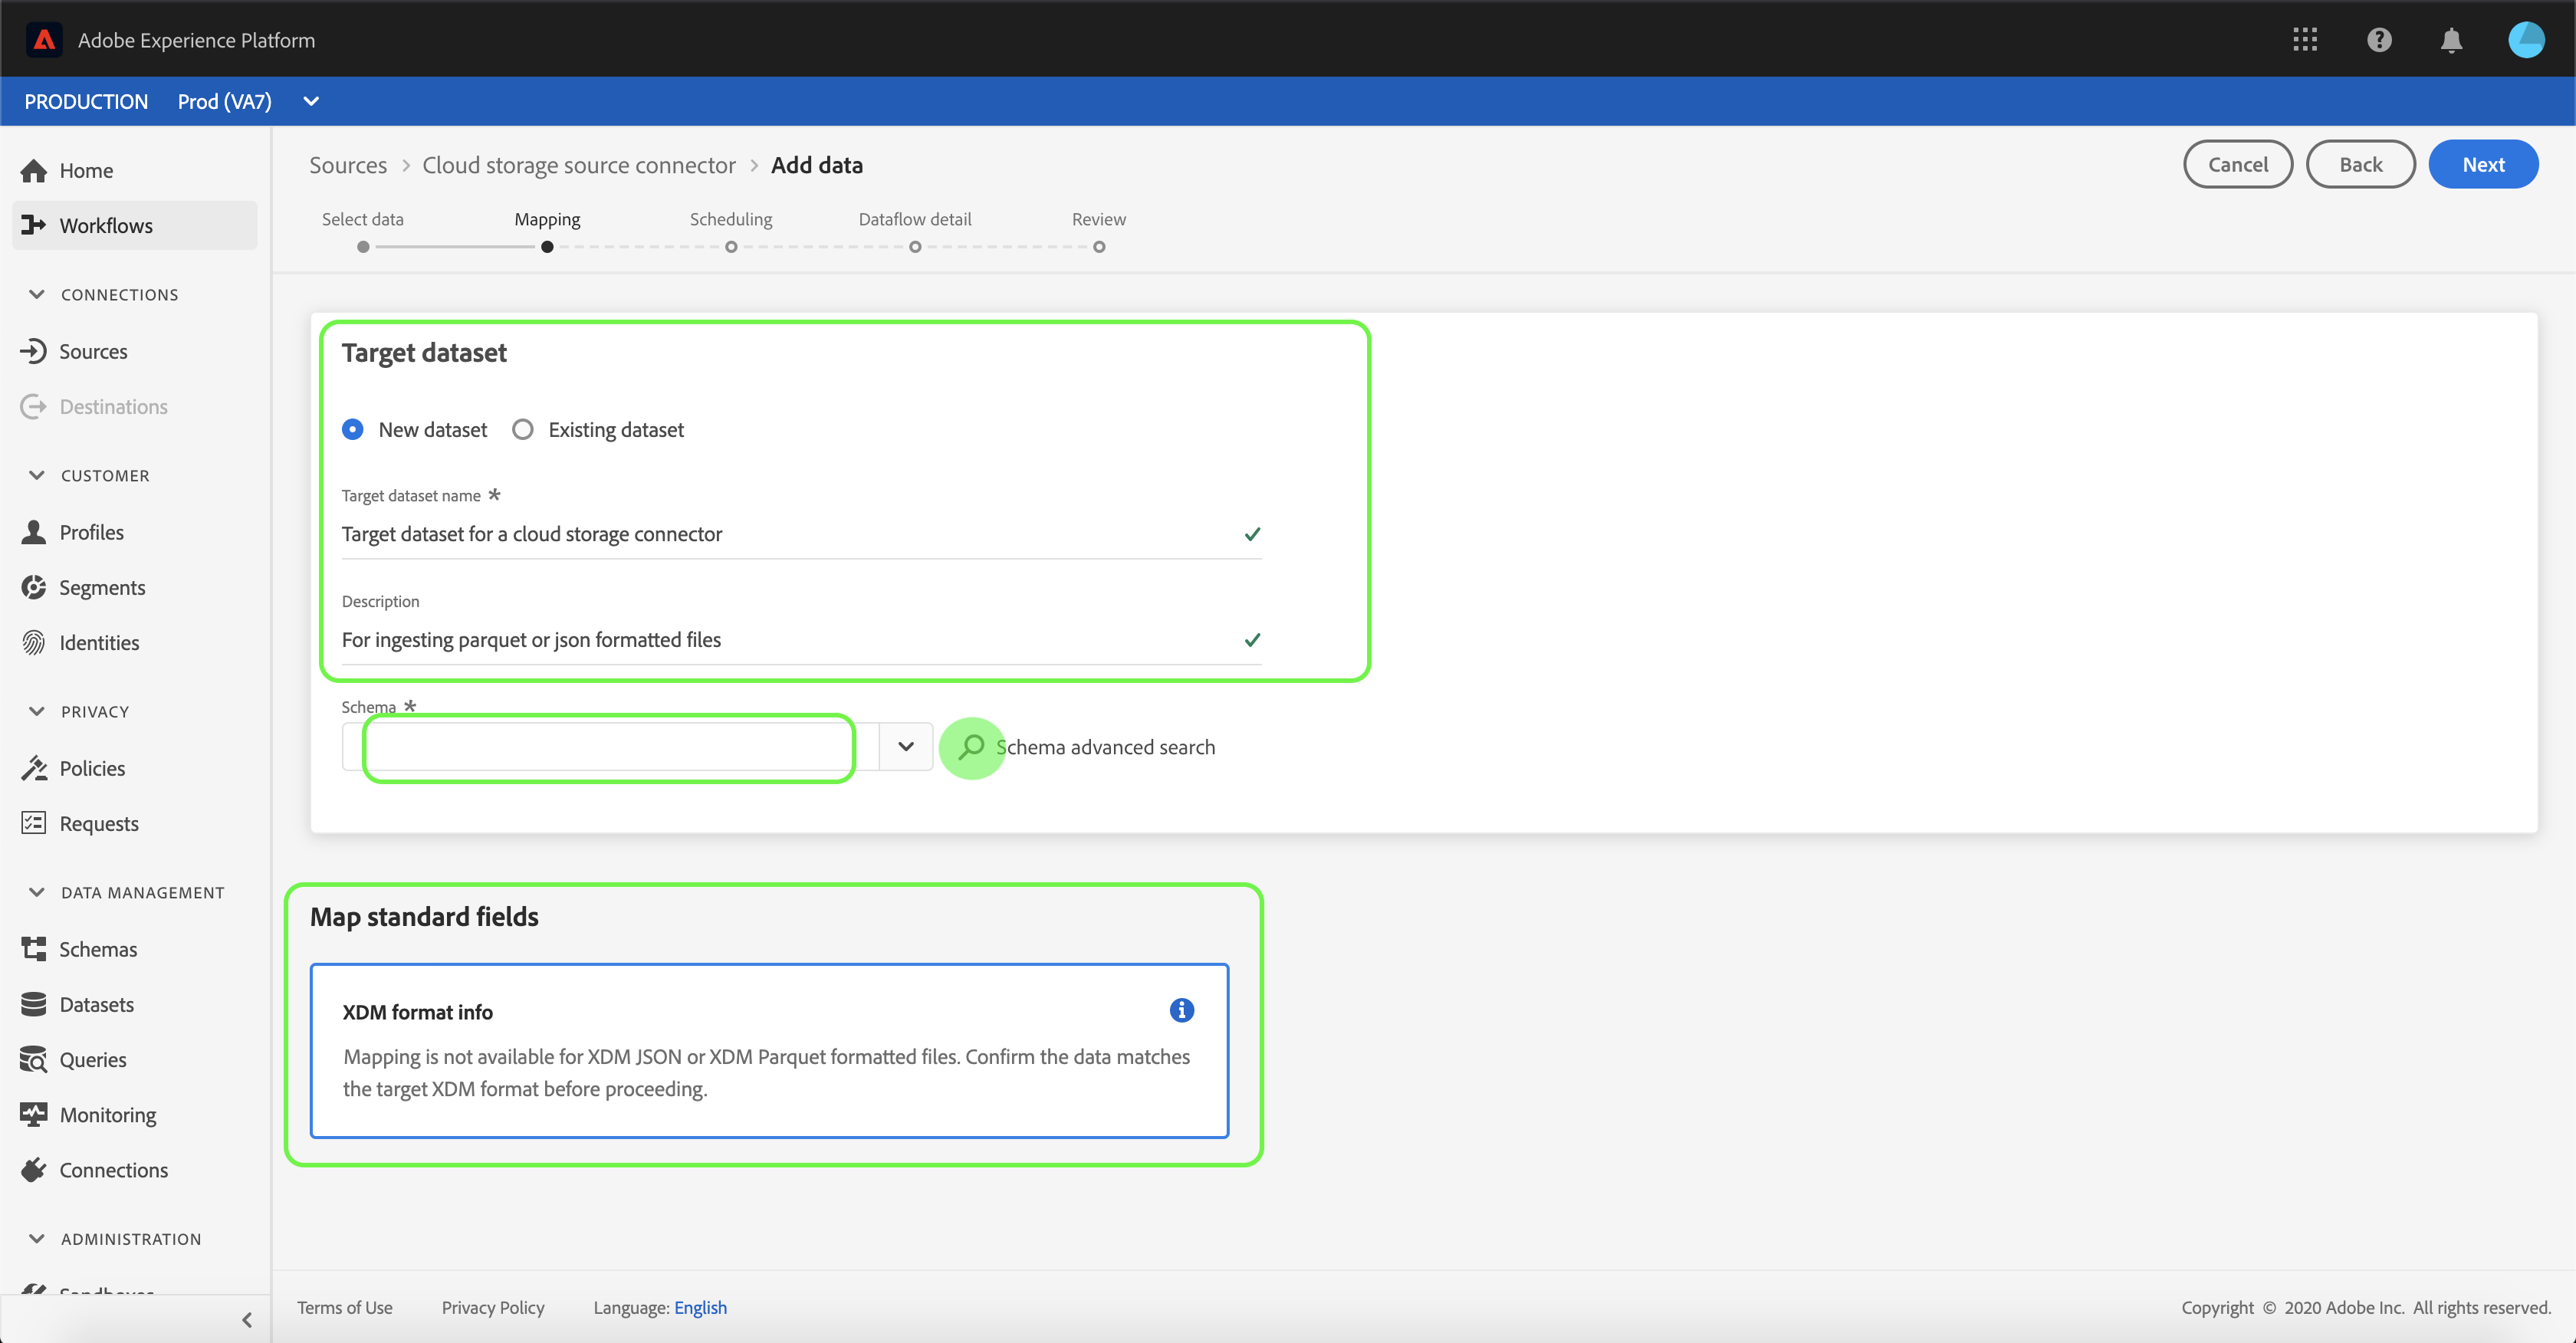 Adobe Experience Platform
PRODUCTION Prod (VA7)
Home
Workflows
CONNECTIONS
Sources
Destinations
CUSTOMER
Profiles
Segments
Identities
PRIVACY
Policies
Requests
DATA MANAGEMENT
Schemas
Datasets
Queries
Monitoring
Connections
ADMINISTRATION
Sources > Cloud storage source connector > Add data
Cancel Back Next
Select data Mapping Scheduling Dataflow detail Review
Target dataset
New dataset Existing dataset
Target dataset name *
Target dataset for a cloud storage connector
Description
For ingesting parquet or json formatted files
Schema *
Schema advanced search
Map standard fields
XDM format info
Mapping is not available for XDM JSON or XDM Parquet formatted files. Confirm the data matches
the target XDM format before proceeding.
Terms of Use Privacy Policy Language: English Copyright © 2020 Adobe Inc. All rights reserved.